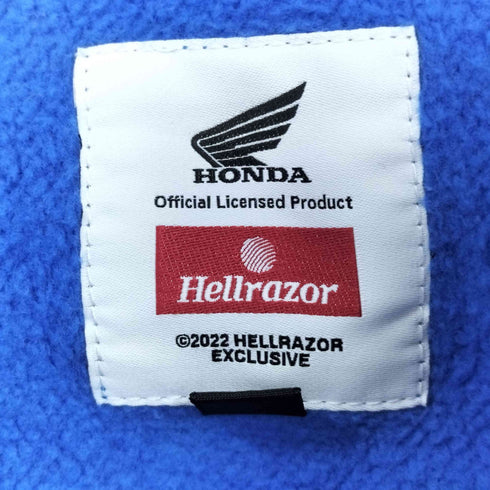 HONDA
Official Licensed Product
Hellrazor
©2022 HELLRAZOR
EXCLUSIVE